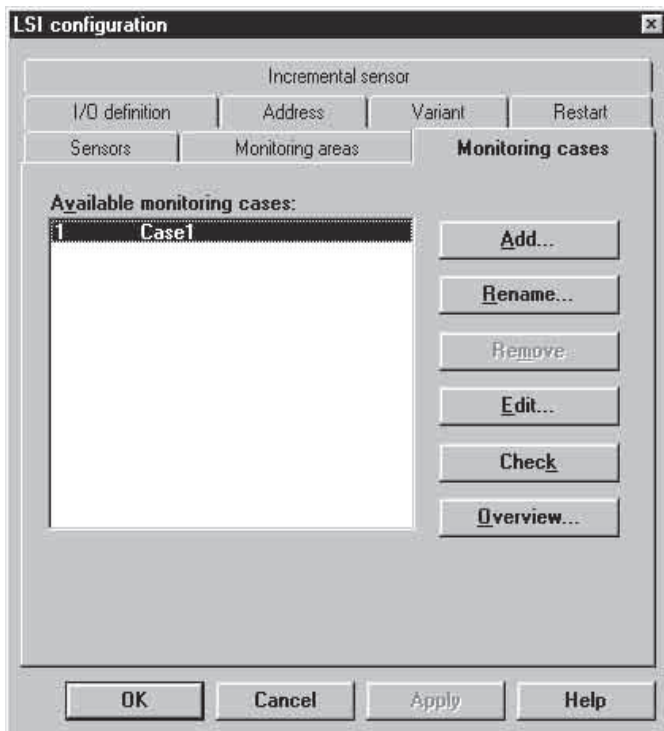 LSI configuration
Incremental sensor
I/O definition Address Variant Restart
Sensors Monitoring areas Monitoring cases
Available monitoring cases:
1 Case1
Add...
Rename...
Remove
Edit...
Check
Overview...
OK Cancel Apply Help